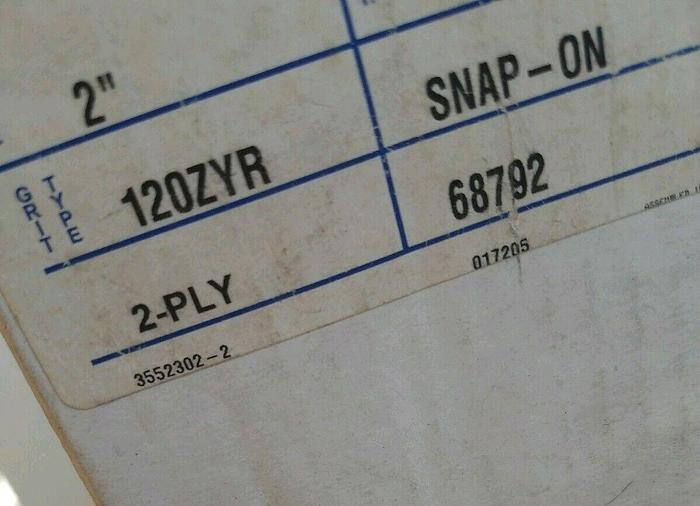 2"
SNAP-ON
GRIT TYPE
120ZYR
68792
2-PLY
017205
3552302-2